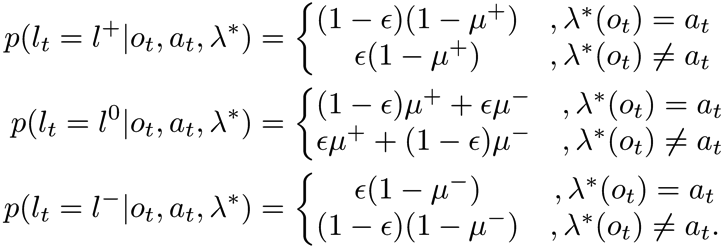 p(l_t = l^+|o_t, a_t, λ*) = { (1 − ϵ)(1 − μ^+) , λ*(o_t) = a_t
ϵ(1 − μ^+) , λ*(o_t) ≠ a_t
p(l_t = l^0|o_t, a_t, λ*) = { (1 − ϵ)μ^+ + ϵμ^− , λ*(o_t) = a_t
ϵμ^+ + (1 − ϵ)μ^− , λ*(o_t) ≠ a_t
p(l_t = l^−|o_t, a_t, λ*) = { ϵ(1 − μ^−) , λ*(o_t) = a_t
(1 − ϵ)(1 − μ^−) , λ*(o_t) ≠ a_t.